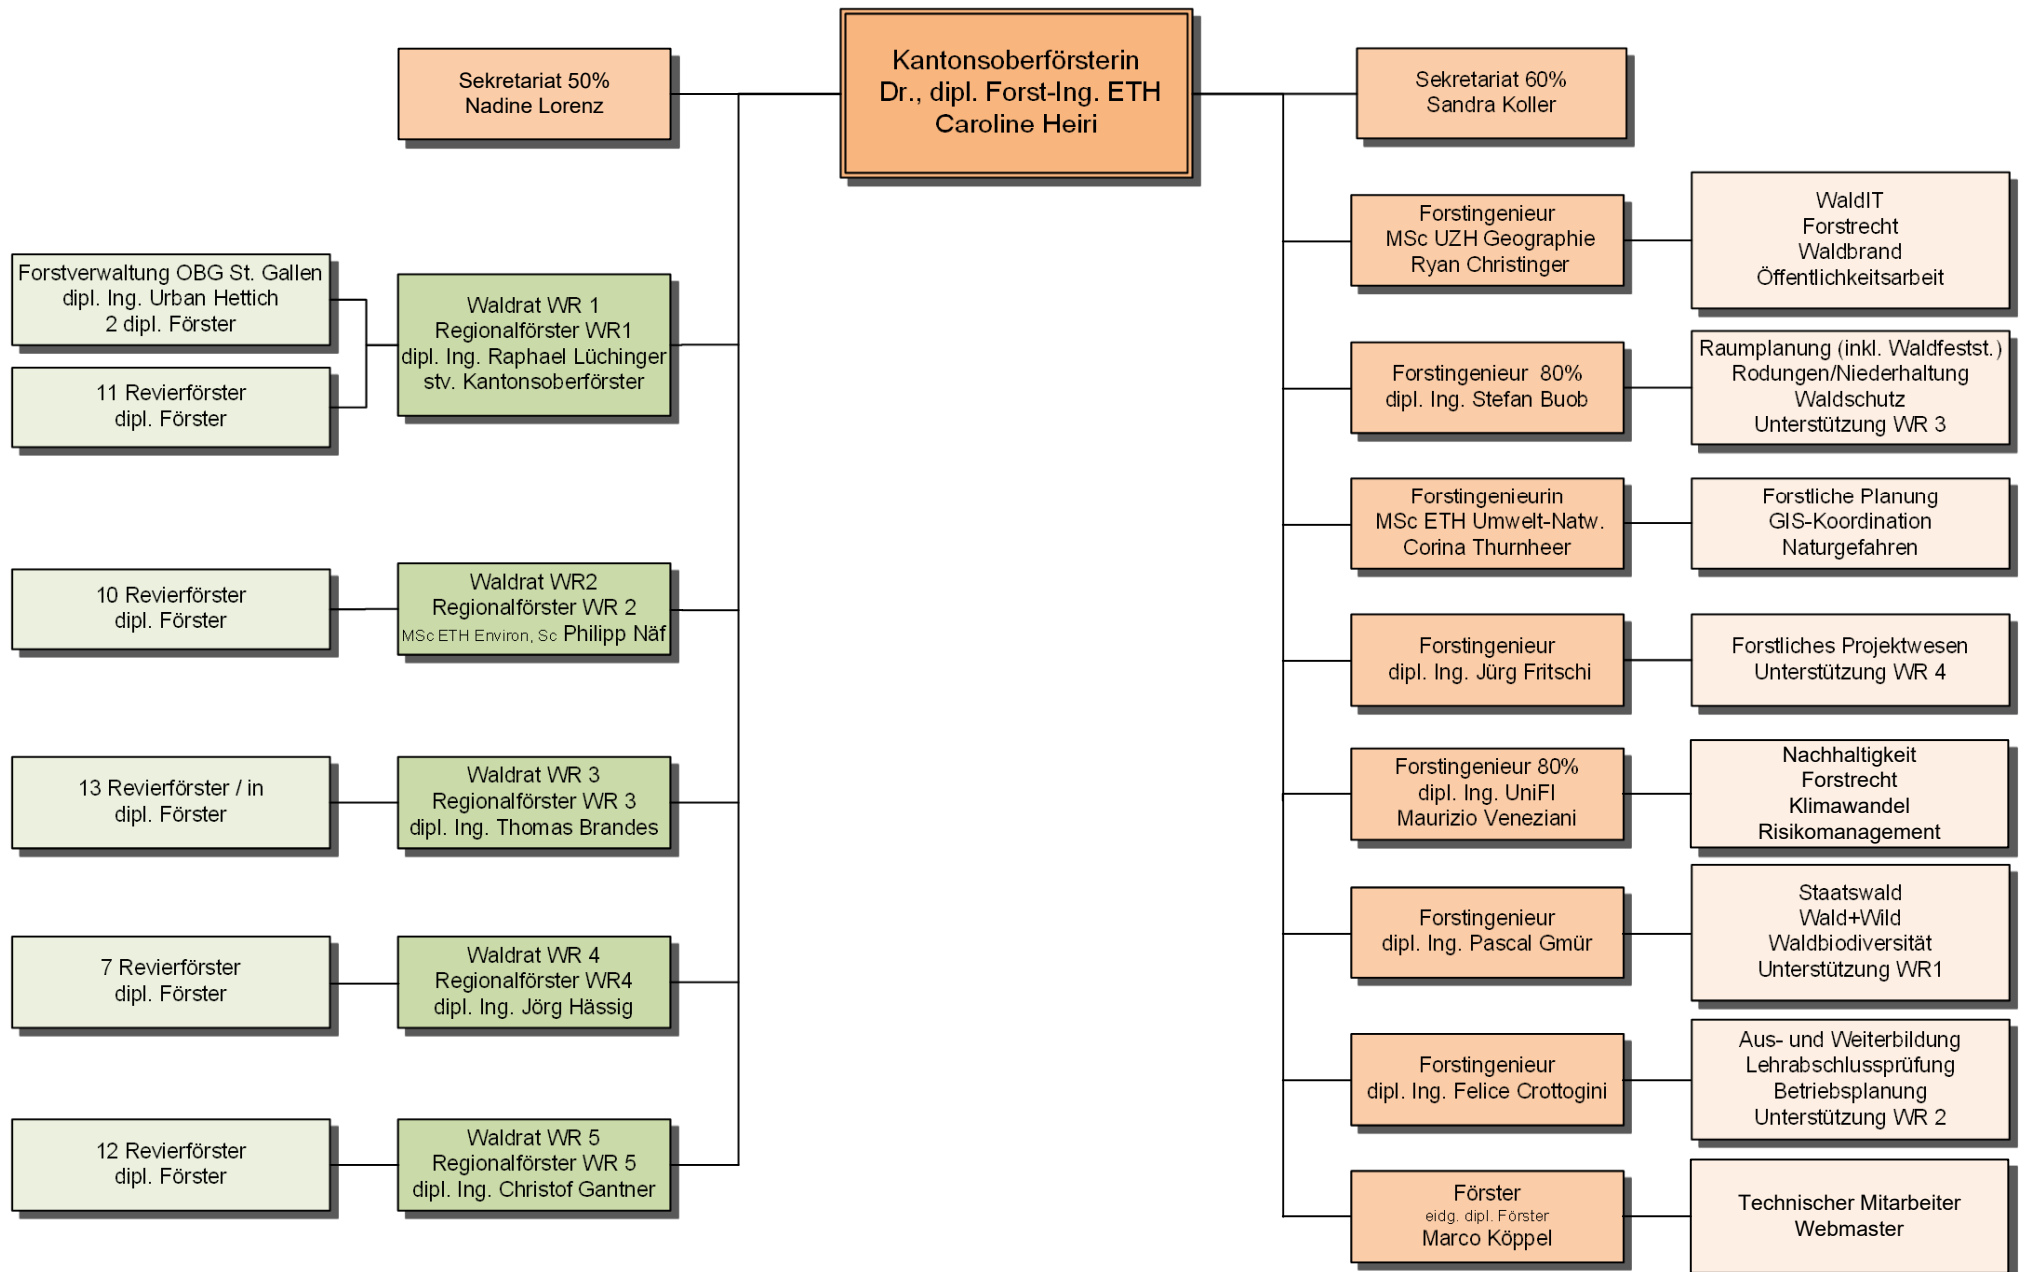 Kantonsoberförsterin
Dr., dipl. Forst-Ing. ETH
Caroline Heiri
Sekretariat 50%
Nadine Lorenz
Sekretariat 60%
Sandra Koller
Forstverwaltung OBG St. Gallen
dipl. Ing. Urban Hettich
2 dipl. Förster
11 Revierförster
dipl. Förster
Waldrat WR 1
Regionalförster WR1
dipl. Ing. Raphael Lüchinger
stv. Kantonsoberförster
10 Revierförster
dipl. Förster
Waldrat WR2
Regionalförster WR 2
MSc ETH Environ, Sc Philipp Näf
13 Revierförster / in
dipl. Förster
Waldrat WR 3
Regionalförster WR 3
dipl. Ing. Thomas Brandes
7 Revierförster
dipl. Förster
Waldrat WR 4
Regionalförster WR4
dipl. Ing. Jörg Hässig
12 Revierförster
dipl. Förster
Waldrat WR 5
Regionalförster WR 5
dipl. Ing. Christof Gantner
Forstingenieur
MSc UZH Geographie
Ryan Christinger
WaldIT
Forstrecht
Waldbrand
Öffentlichkeitsarbeit
Forstingenieur 80%
dipl. Ing. Stefan Buob
Raumplanung (inkl. Waldfestst.)
Rodungen/Niederhaltung
Waldschutz
Unterstützung WR 3
Forstingenieurin
MSc ETH Umwelt-Natw.
Corina Thurnheer
Forstliche Planung
GIS-Koordination
Naturgefahren
Forstingenieur
dipl. Ing. Jürg Fritschi
Forstliches Projektwesen
Unterstützung WR 4
Forstingenieur 80%
dipl. Ing. UniFI
Maurizio Veneziani
Nachhaltigkeit
Forstrecht
Klimawandel
Risikomanagement
Forstingenieur
dipl. Ing. Pascal Gmür
Staatswald
Wald+Wild
Waldbiodiversität
Unterstützung WR1
Forstingenieur
dipl. Ing. Felice Crottogini
Aus- und Weiterbildung
Lehrabschlussprüfung
Betriebsplanung
Unterstützung WR 2
Förster
eidg. dipl. Förster
Marco Köppel
Technischer Mitarbeiter
Webmaster